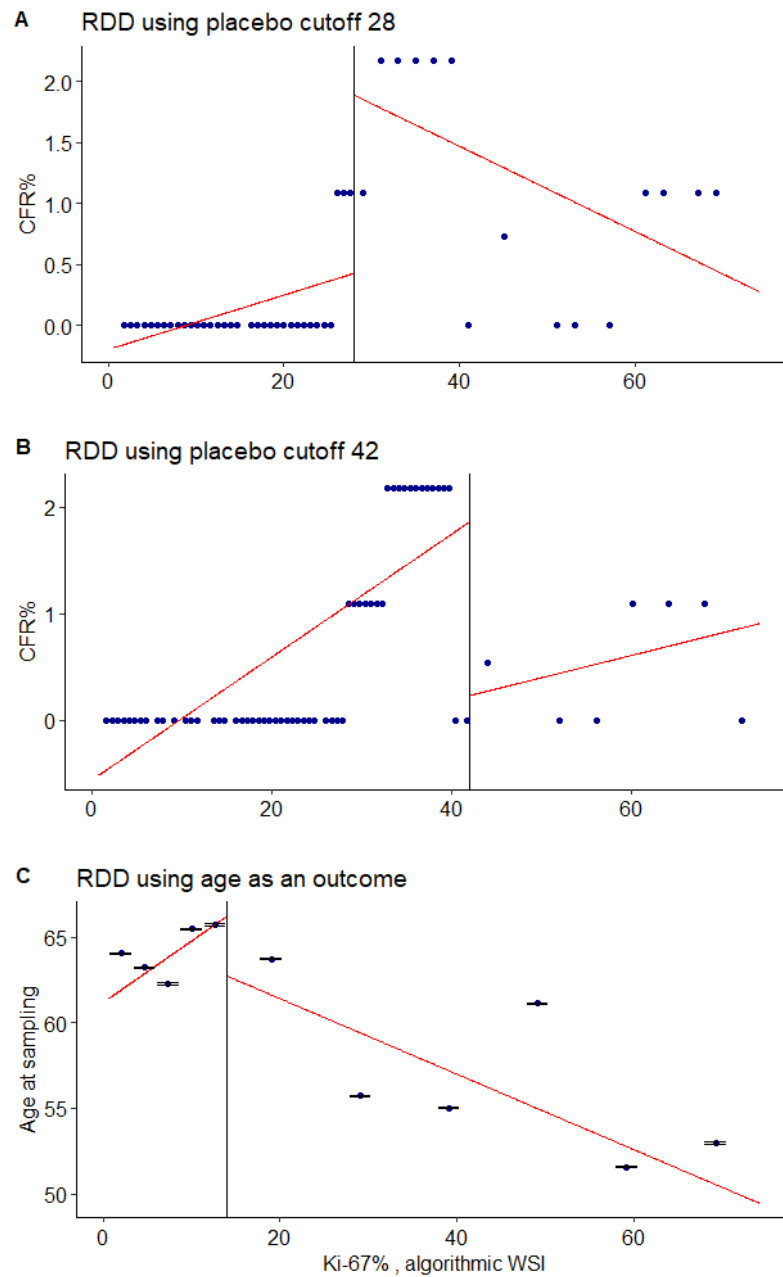 A RDD using placebo cutoff 28
2.0
1.5
1.0
0.5
0.0
CFR%
0 20 40 60
B RDD using placebo cutoff 42
2
1
0
CFR%
0 20 40 60
C RDD using age as an outcome
65
60
55
50
Age at sampling
0 20 40 60
Ki-67% , algorithmic WSI